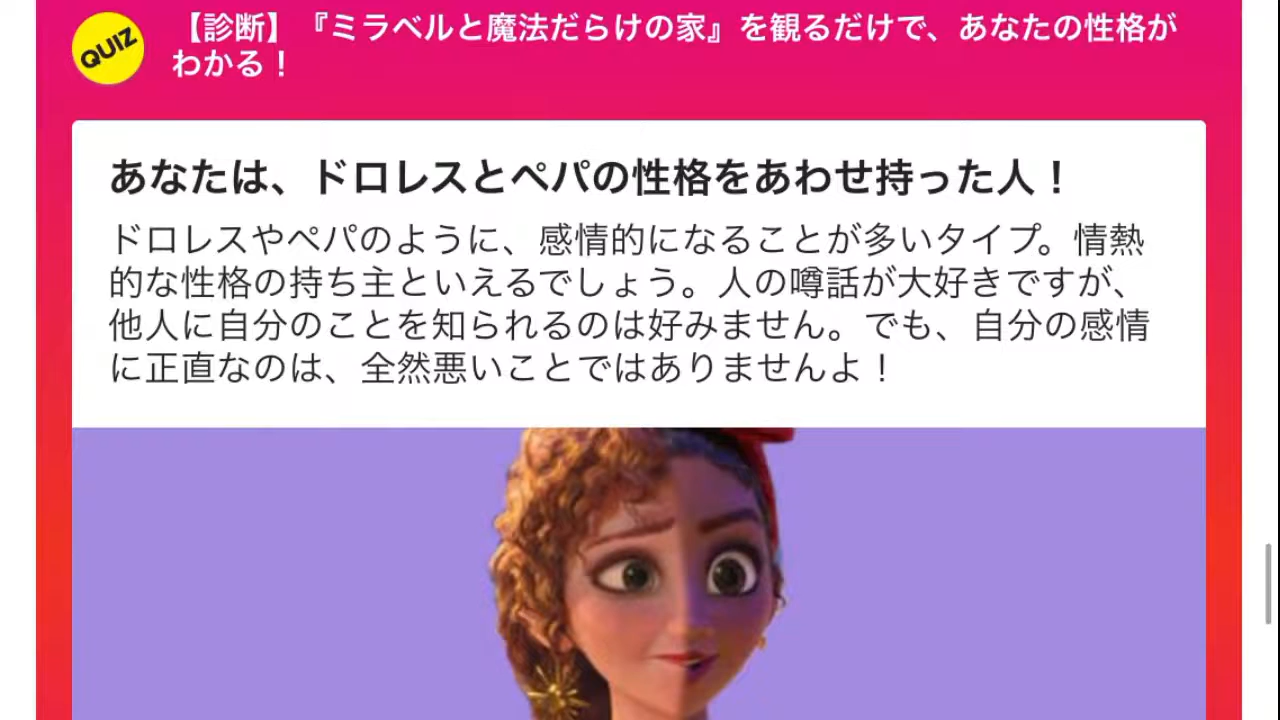 QUIZ
【診断】『ミラベルと魔法だらけの家』を観るだけで、あなたの性格が
わかる！
あなたは、ドロレスとペパの性格をあわせ持った人！
ドロレスやペパのように、感情的になることが多いタイプ。情熱
的な性格の持ち主といえるでしょう。人の噂話が大好きですが、
他人に自分のことを知られるのは好みません。でも、自分の感情
に正直なのは、全然悪いことではありませんよ！